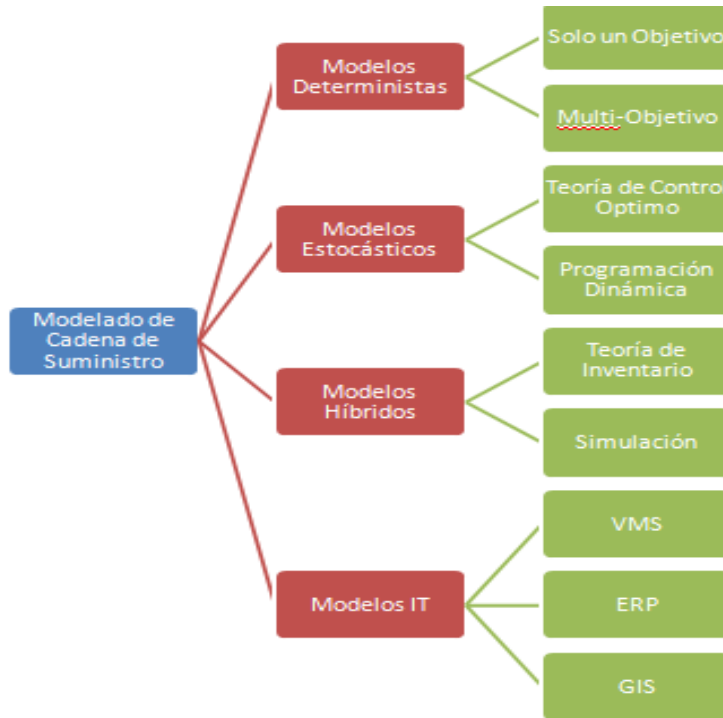 Solo un Objetivo
Modelos
Deterministas
Multi-Objetivo
Teoría de Contro
Optimo
Modelos
Estocásticos
Programación
Dinámica
Modelado de
Cadena de
Suministro
Teoría de
Inventario
Modelos
Híbridos
Simulación
VMS
Modelos IT
ERP
GIS